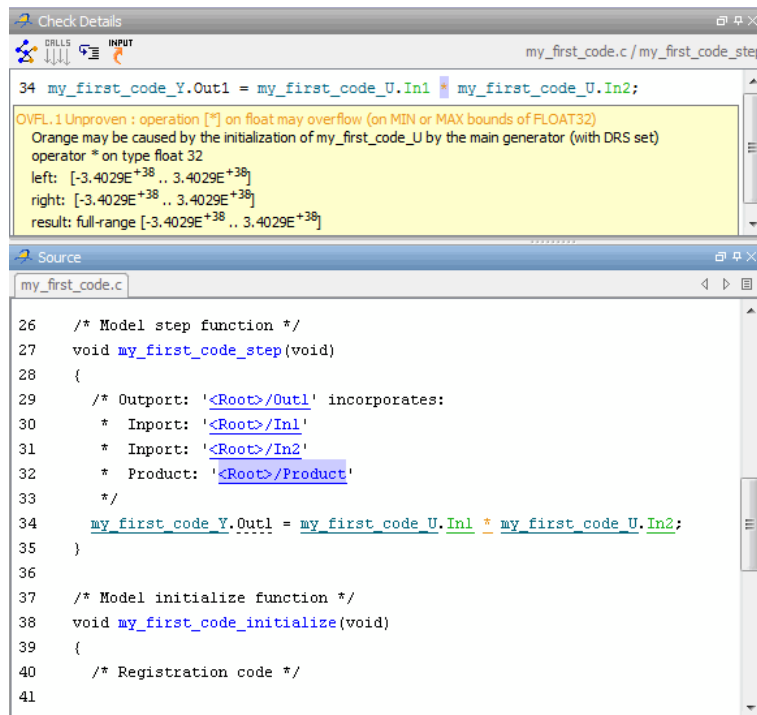 Check Details
CALLS
INPUT
my_first_code.c / my_first_code_step
34 my_first_code_Y.Out1 = my_first_code_U.In1 * my_first_code_U.In2;
OVFL.1 Unproven : operation [*] on float may overflow (on MIN or MAX bounds of FLOAT32)
Orange may be caused by the initialization of my_first_code_U by the main generator (with DRS set)
operator * on type float 32
left: [-3.4029E+38 .. 3.4029E+38]
right: [-3.4029E+38 .. 3.4029E+38]
result: full-range [-3.4029E+38 .. 3.4029E+38]
Source
my_first_code.c
26 /* Model step function */
27 void my_first_code_step(void)
28 {
29 /* Outport: '<Root>/Out1' incorporates:
30 * Inport: '<Root>/In1'
31 * Inport: '<Root>/In2'
32 * Product: '<Root>/Product'
33 */
34 my_first_code_Y.Out1 = my_first_code_U.In1 * my_first_code_U.In2;
35 }
36
37 /* Model initialize function */
38 void my_first_code_initialize(void)
39 {
40 /* Registration code */
41